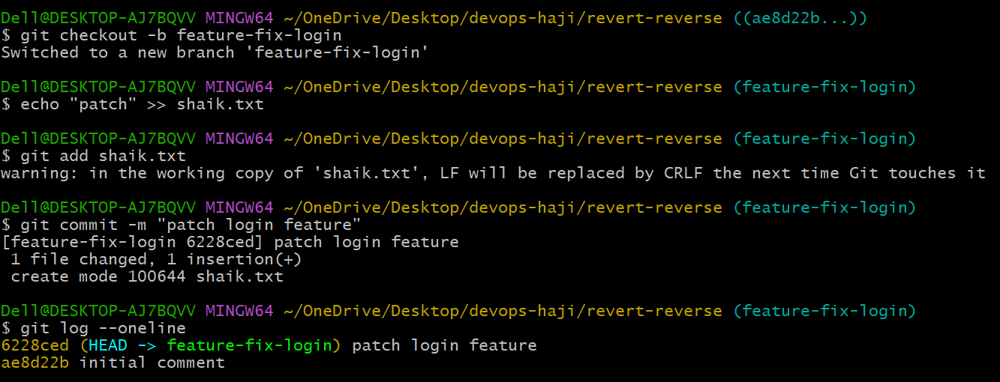 Dell@DESKTOP-AJ7BQVV MINGW64 ~/OneDrive/Desktop/devops-haji/revert-reverse ((ae8d22b...))
$ git checkout -b feature-fix-login
Switched to a new branch 'feature-fix-login'
Dell@DESKTOP-AJ7BQVV MINGW64 ~/OneDrive/Desktop/devops-haji/revert-reverse (feature-fix-login)
$ echo "patch" >> shaik.txt
Dell@DESKTOP-AJ7BQVV MINGW64 ~/OneDrive/Desktop/devops-haji/revert-reverse (feature-fix-login)
$ git add shaik.txt
warning: in the working copy of 'shaik.txt', LF will be replaced by CRLF the next time Git touches it
Dell@DESKTOP-AJ7BQVV MINGW64 ~/OneDrive/Desktop/devops-haji/revert-reverse (feature-fix-login)
$ git commit -m "patch login feature"
[feature-fix-login 6228ced] patch login feature
 1 file changed, 1 insertion(+)
 create mode 100644 shaik.txt
Dell@DESKTOP-AJ7BQVV MINGW64 ~/OneDrive/Desktop/devops-haji/revert-reverse (feature-fix-login)
$ git log --oneline
6228ced (HEAD -> feature-fix-login) patch login feature
ae8d22b initial comment